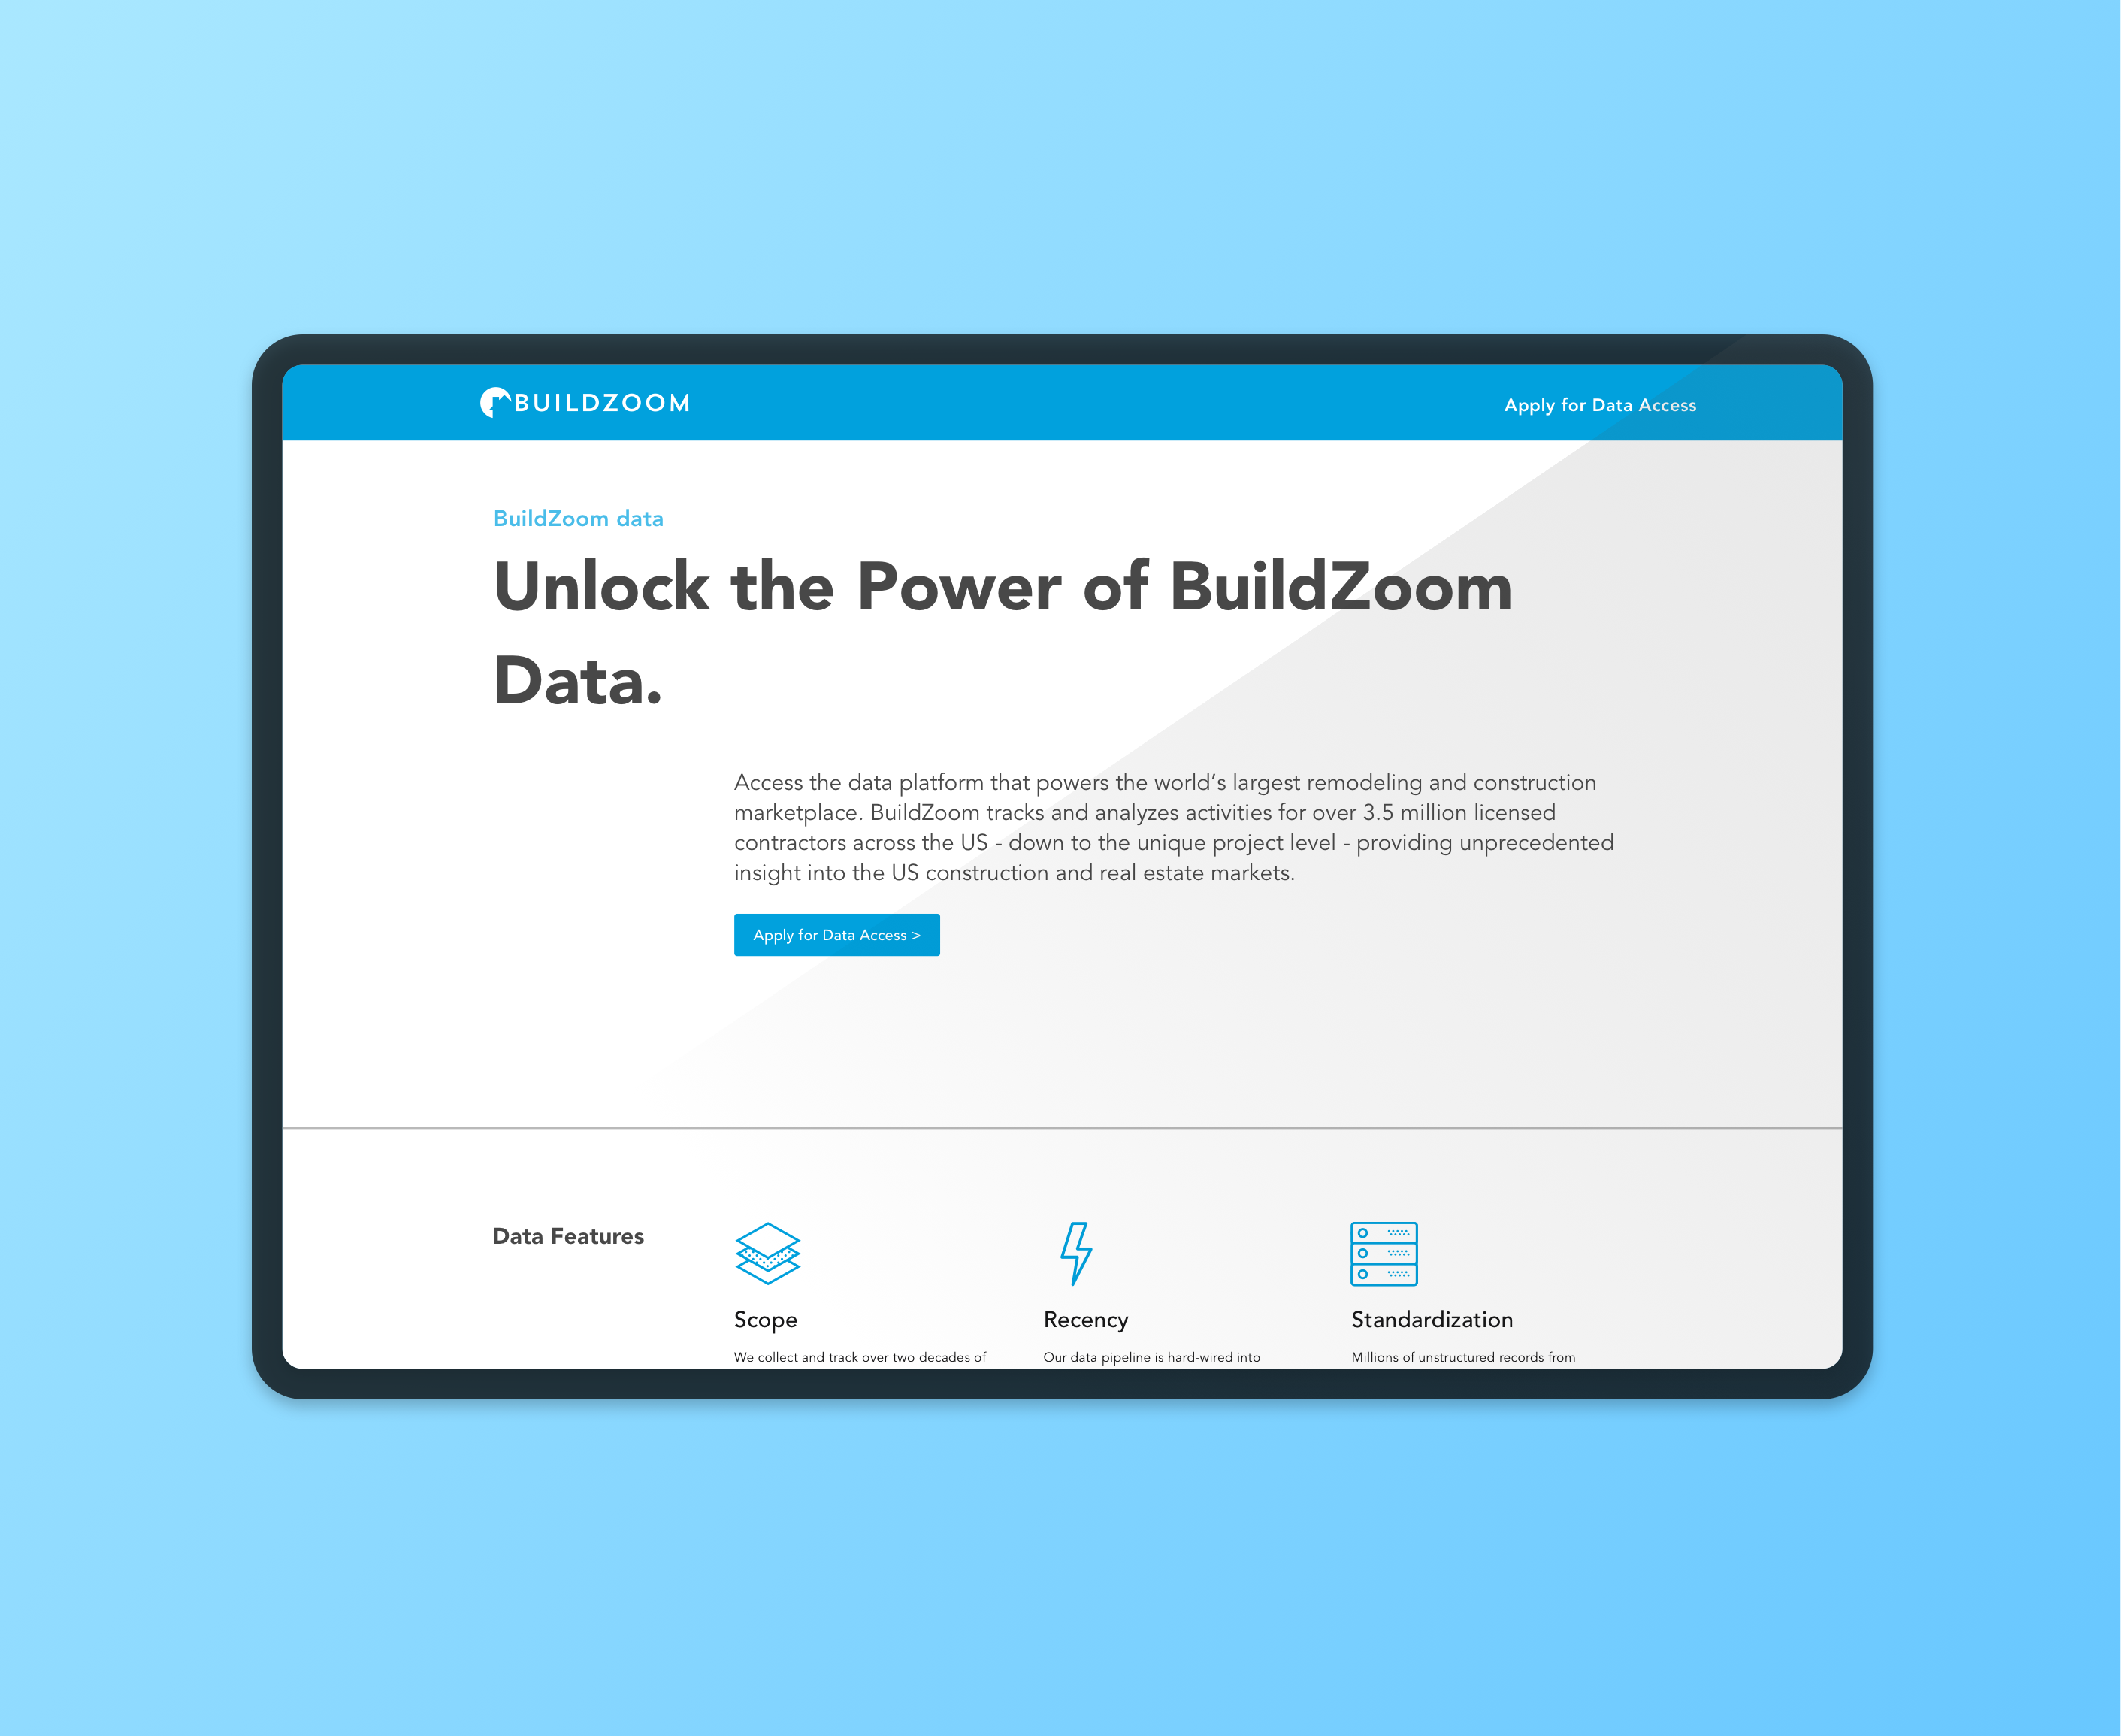 BUILDZOOM
Apply for Data Access
BuildZoom data
Unlock the Power of BuildZoom
Data.
Access the data platform that powers the world’s largest remodeling and construction
marketplace. BuildZoom tracks and analyzes activities for over 3.5 million licensed
contractors across the US - down to the unique project level - providing unprecedented
insight into the US construction and real estate markets.
Apply for Data Access >
Data Features
Scope
Recency
Standardization
We collect and track over two decades of
Our data pipeline is hard-wired into
Millions of unstructured records from